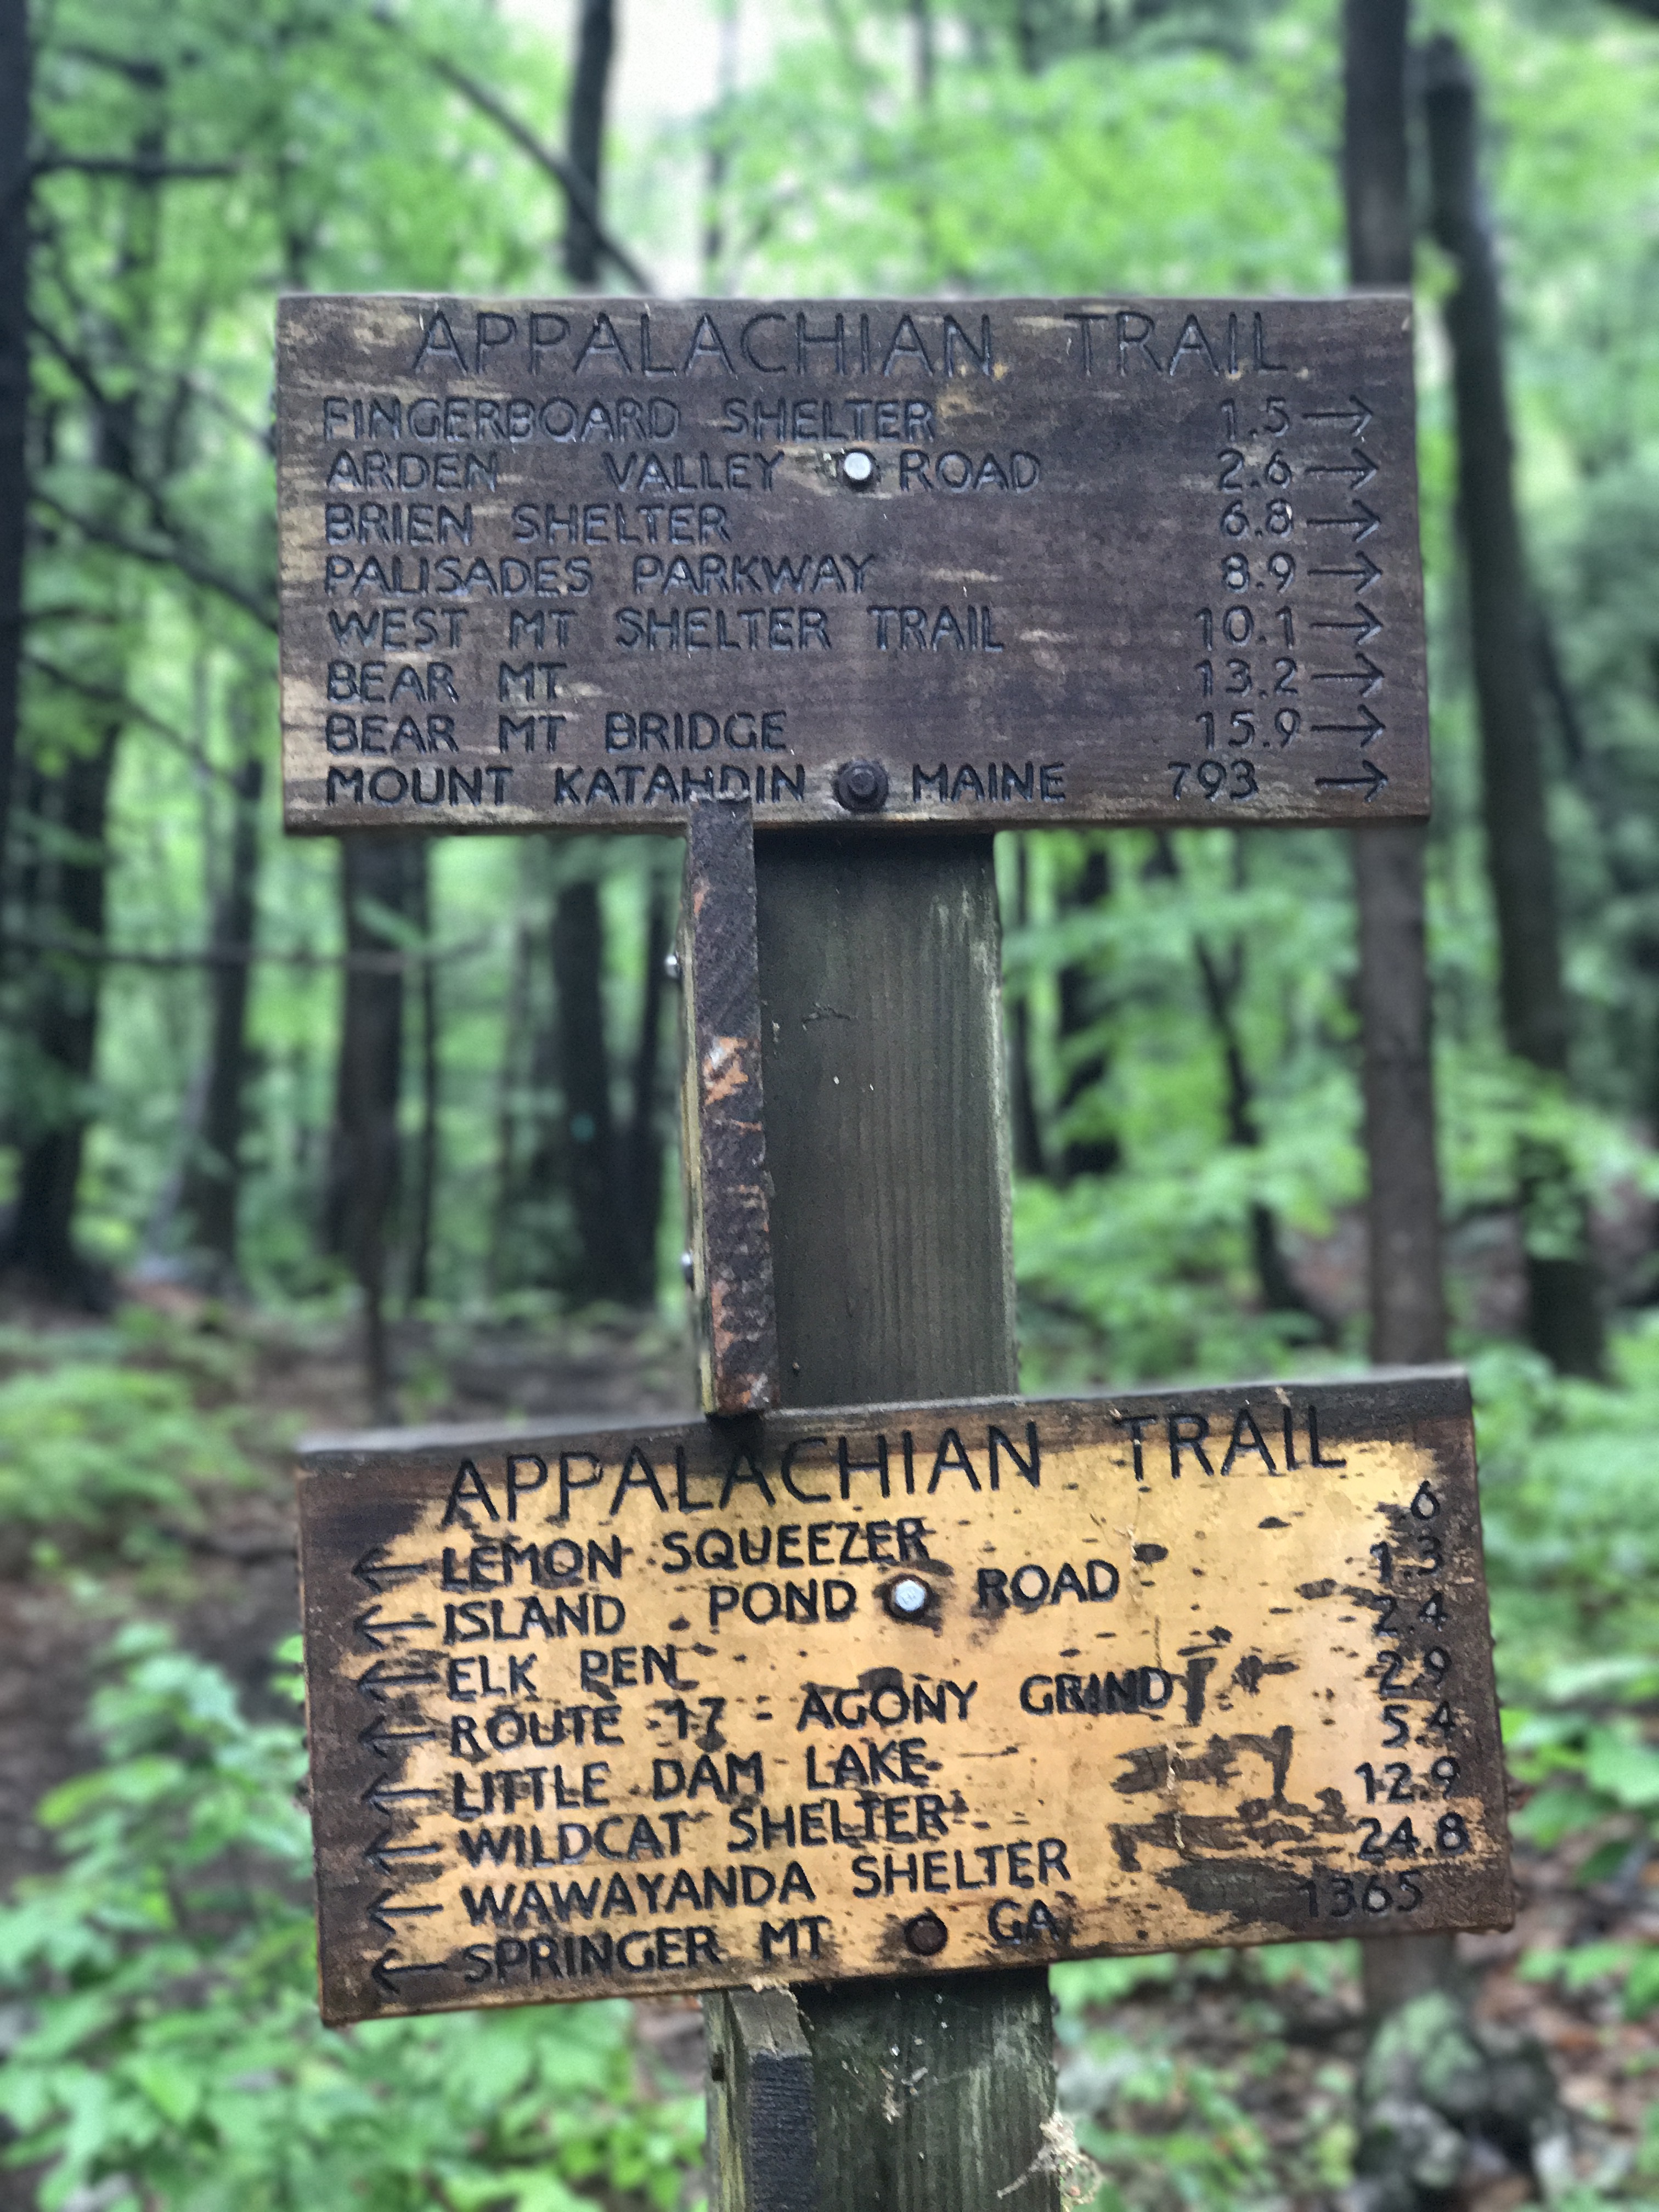 APPALACHIAN TRAIL
FINGERBOARD SHELTER 1.5 →
ARDEN VALLEY ROAD 2.6 →
BRIEN SHELTER 6.8 →
PALISADES PARKWAY 8.9 →
WEST MT SHELTER TRAIL 10.1 →
BEAR MT 13.2 →
BEAR MT BRIDGE 15.9 →
MOUNT KATAHDIN MAINE 793 →
APPALACHIAN TRAIL
← LEMON SQUEEZER .6
← ISLAND POND ROAD 1.3
← ELK PEN 2.4
← ROUTE 17 - AGONY GRIND 2.9
← LITTLE DAM LAKE 5.4
← WILDCAT SHELTER 12.9
← WAWAYANDA SHELTER 24.8
← SPRINGER MT GA 1365